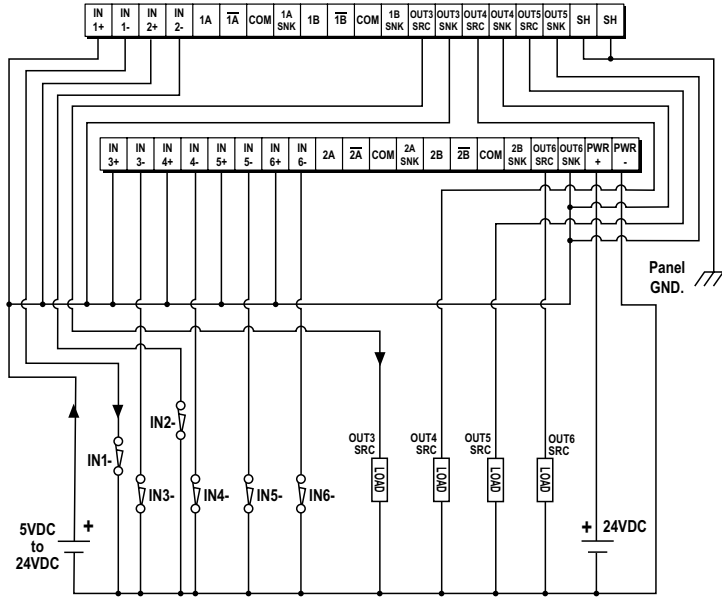 IN 1+ IN 1- IN 2+ IN 2- 1A 1A COM 1A SNK 1B 1B COM 1B SNK OUT3 SRC OUT3 SNK OUT4 SRC OUT4 SNK OUT5 SRC OUT5 SNK SH SH
IN 3+ IN 3- IN 4+ IN 4- IN 5+ IN 5- IN 6+ IN 6- 2A 2A COM 2A SNK 2B 2B COM 2B SNK OUT6 SRC OUT6 SNK PWR + PWR -
Panel
GND.
IN2-
IN1-
IN3-
IN4-
IN5-
IN6-
OUT3
SRC
LOAD
OUT4
SRC
LOAD
OUT5
SRC
LOAD
OUT6
SRC
LOAD
5VDC
to
24VDC
+
+ 24VDC